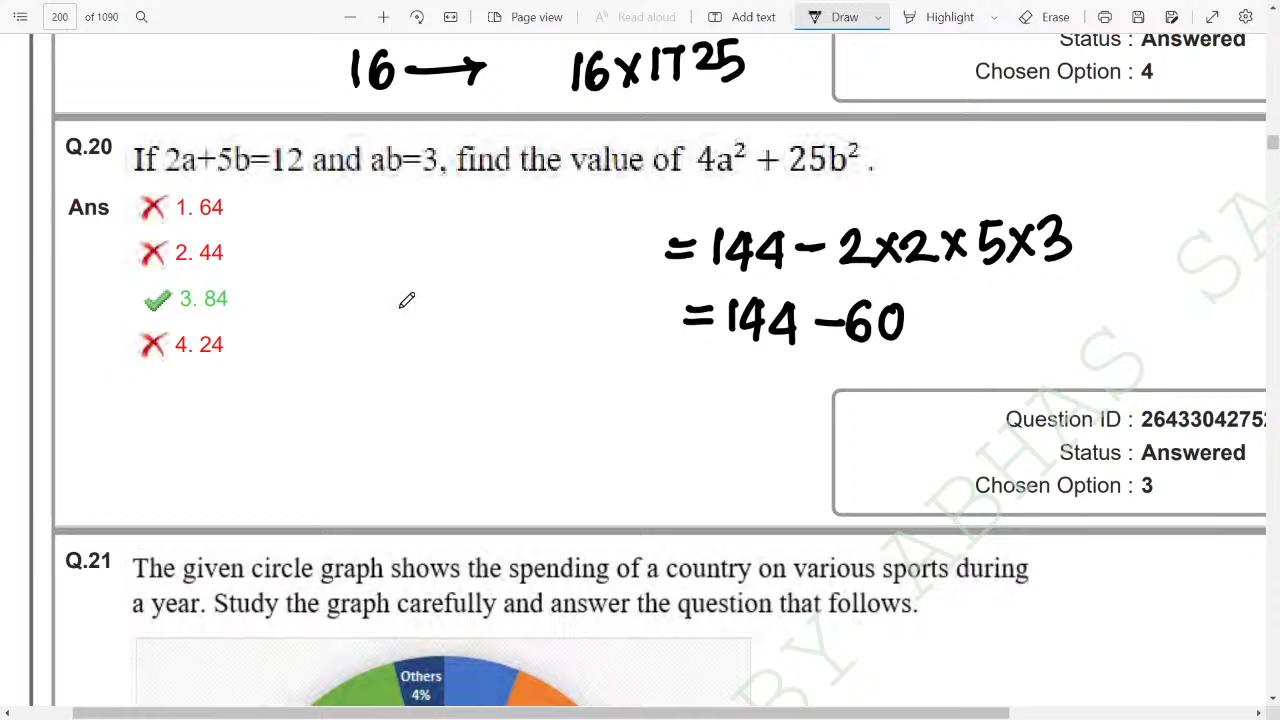 200 of 1090 Page view Read aloud Add text Draw Highlight Erase
Status : Answered
16 → 16×1725
Chosen Option : 4
Q.20 If 2a+5b=12 and ab=3, find the value of 4a² + 25b² .
Ans 1. 64
2. 44
3. 84
4. 24
= 144 - 2×2×5×3
= 144 - 60
Question ID : 26433042752
Status : Answered
Chosen Option : 3
Q.21 The given circle graph shows the spending of a country on various sports during
a year. Study the graph carefully and answer the question that follows.
Others
4%
SA
BY ABHAS